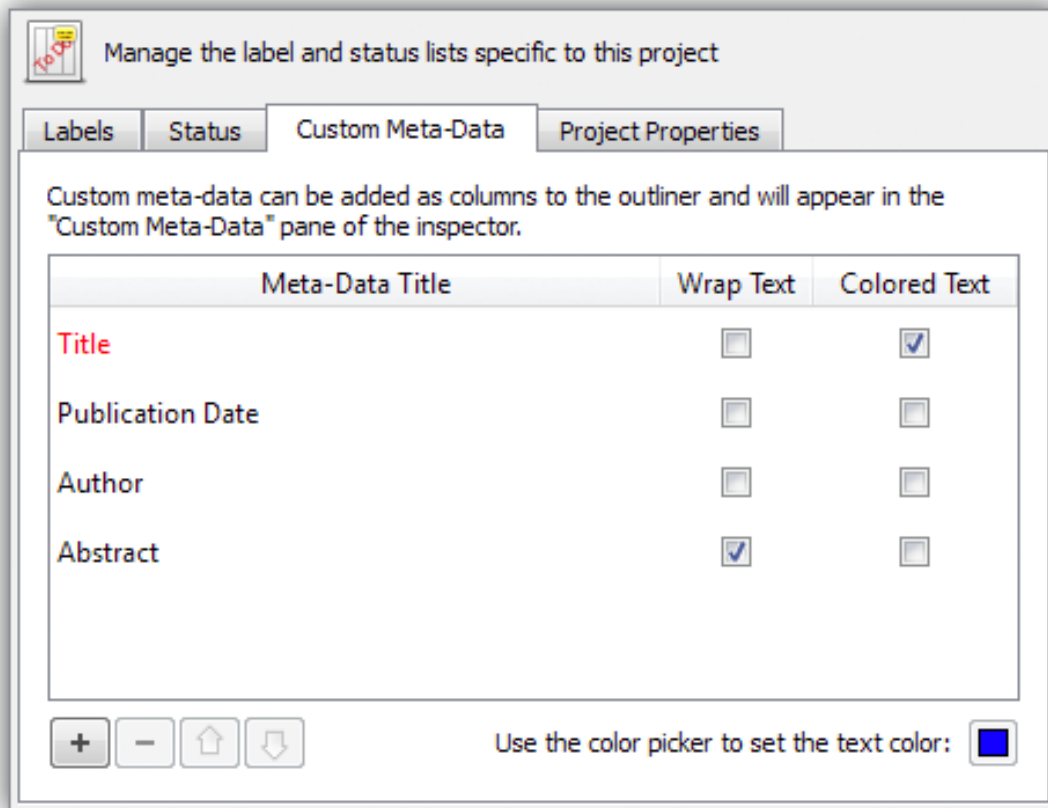 To Do
Manage the label and status lists specific to this project
Labels Status Custom Meta-Data Project Properties
Custom meta-data can be added as columns to the outliner and will appear in the
"Custom Meta-Data" pane of the inspector.
Meta-Data Title Wrap Text Colored Text
Title
Publication Date
Author
Abstract
Use the color picker to set the text color: